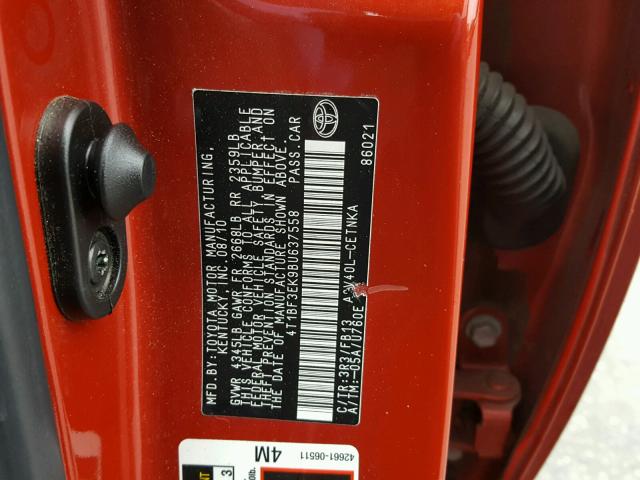 MFD.BY:TOYOTA MOTOR MANUFACTURING,
KENTUCKY, INC. 08/10
GVWR 4345LB GAWR FR 2668LB RR 2359LB
THIS VEHICLE CONFORMS TO ALL APPLICABLE
FEDERAL MOTOR VEHICLE SAFETY, BUMPER, AND
THEFT PREVENTION STANDARDS IN EFFECT ON
THE DATE OF MANUFACTURE SHOWN ABOVE.
4T1BF3EK9BU637558 PASS.CAR
C/TR:3R3/FB13 ASV40L-CETNKA
A/TM:-05A/U760E
86021
42661-06511
4M
3